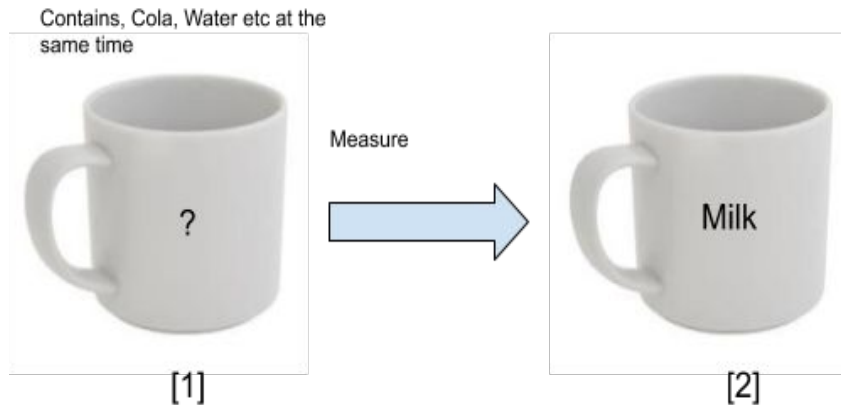 Contains, Cola, Water etc at the
same time
Measure
?
Milk
[1]
[2]